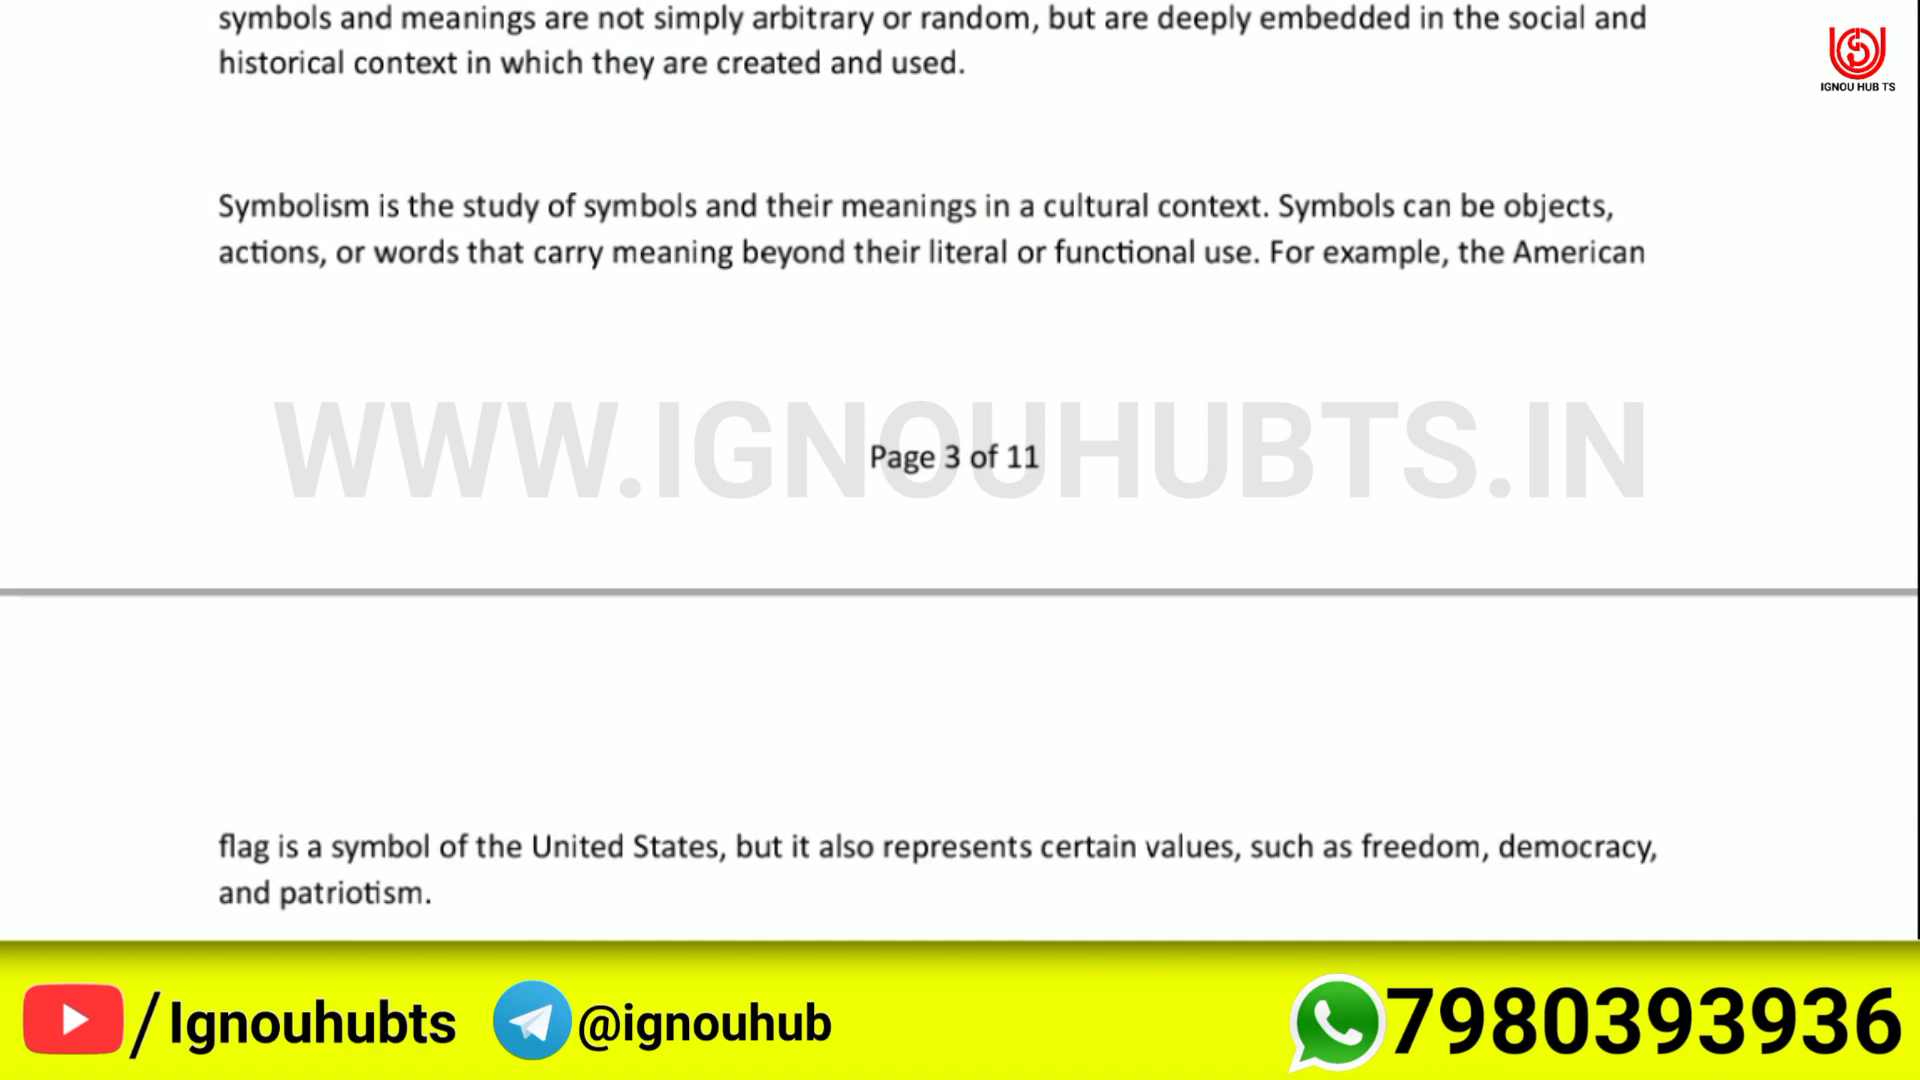 symbols and meanings are not simply arbitrary or random, but are deeply embedded in the social and
historical context in which they are created and used.
IGNOU HUB TS
Symbolism is the study of symbols and their meanings in a cultural context. Symbols can be objects,
actions, or words that carry meaning beyond their literal or functional use. For example, the American
WWW.IGNOUHUBTS.IN
Page 3 of 11
flag is a symbol of the United States, but it also represents certain values, such as freedom, democracy,
and patriotism.
/Ignouhubts @ignouhub 7980393936